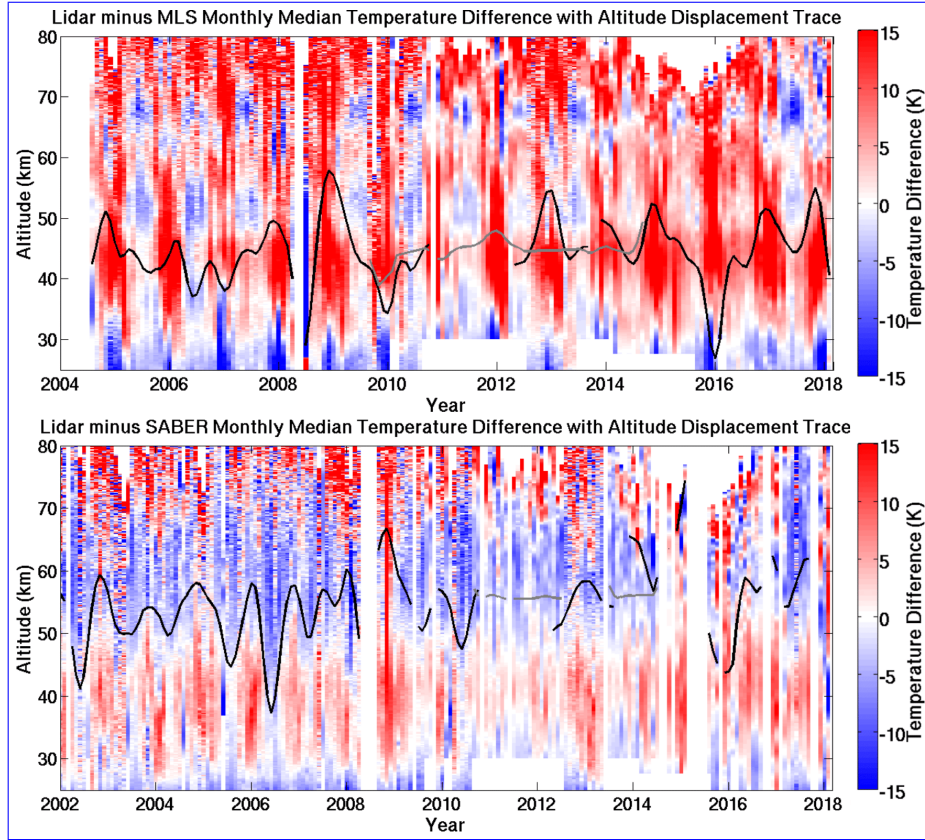 Lidar minus MLS Monthly Median Temperature Difference with Altitude Displacement Trace
80
70
60
50
40
30
Altitude (km)
2004 2006 2008 2010 2012 2014 2016 2018
Year
15
10
5
0
-5
-10
-15
Temperature Difference (K)
Lidar minus SABER Monthly Median Temperature Difference with Altitude Displacement Trace
80
70
60
50
40
30
Altitude (km)
2002 2004 2006 2008 2010 2012 2014 2016 2018
Year
15
10
5
0
-5
-10
-15
Temperature Difference (K)